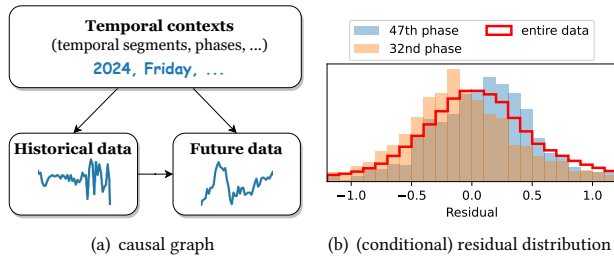 Temporal contexts
(temporal segments, phases, ...)
2024, Friday, ...
Historical data
Future data
(a) causal graph
47th phase
32nd phase
entire data
−1.0 −0.5 0.0 0.5 1.0
Residual
(b) (conditional) residual distribution